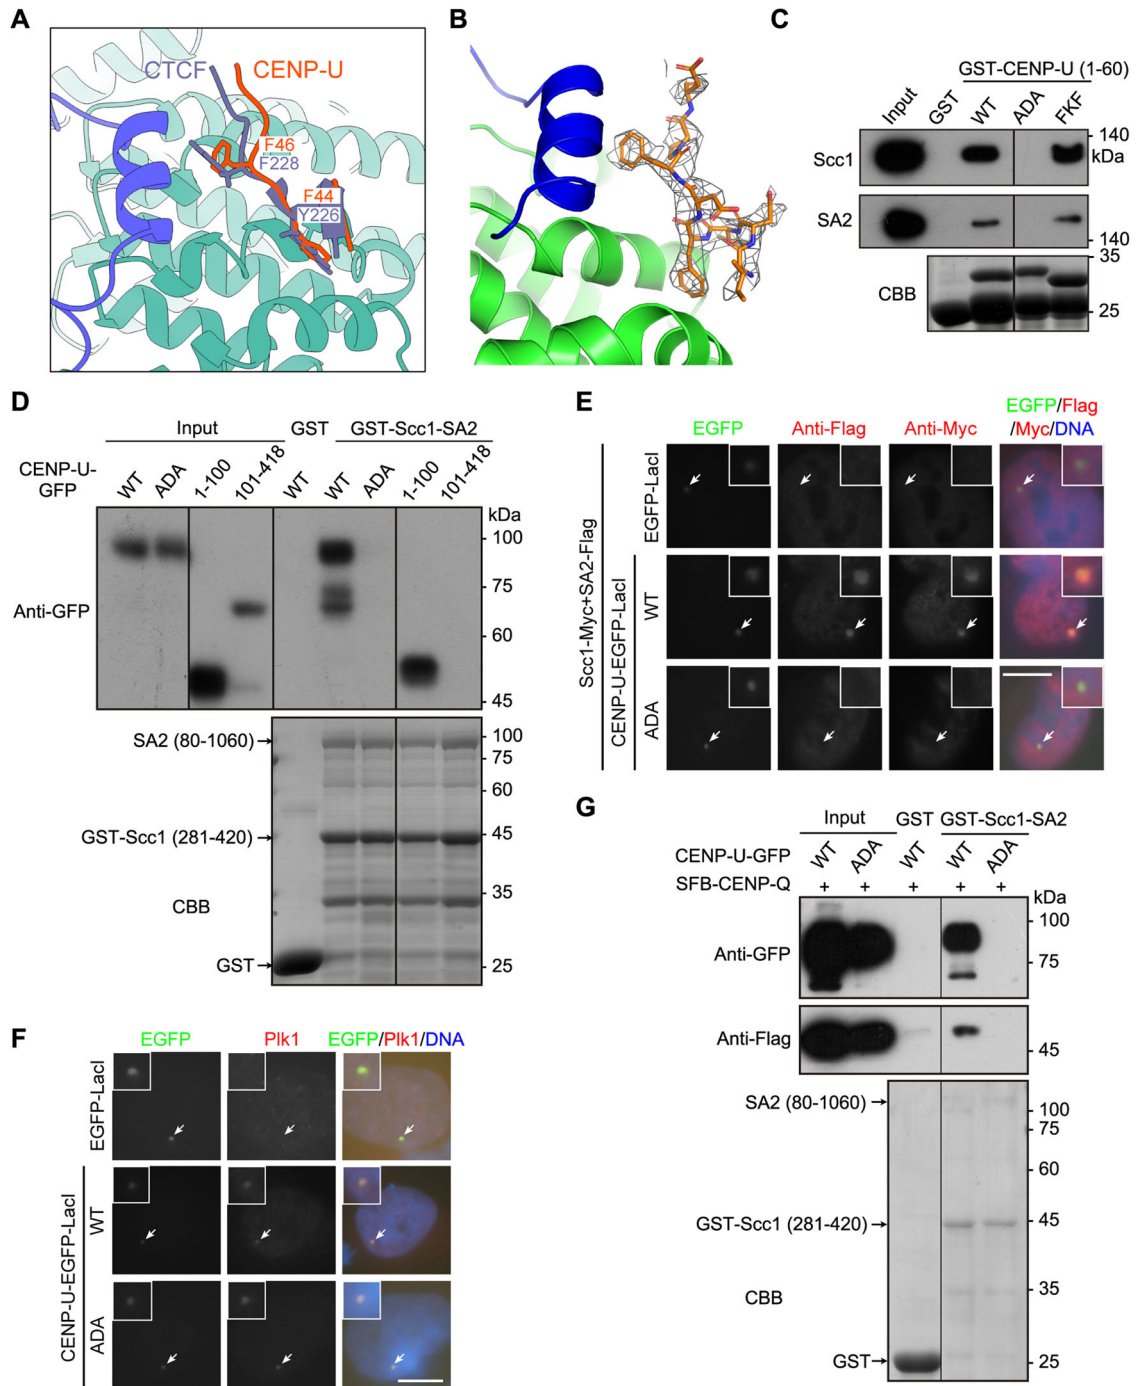 A
CTCF
CENP-U
F46
F228
F44
Y226
B
C
GST-CENP-U (1-60)
Input
GST
WT
ADA
FKF
Scc1
140
kDa
SA2
140
35
CBB
25
D
Input
GST
GST-Scc1-SA2
CENP-U-
GFP
WT
ADA
1-100
101-418
WT
WT
ADA
1-100
101-418
kDa
100
75
Anti-GFP
60
45
SA2 (80-1060)
100
75
60
GST-Scc1 (281-420)
45
35
CBB
GST
25
E
EGFP
Anti-Flag
Anti-Myc
EGFP/Flag
/Myc/DNA
Scc1-Myc+SA2-Flag
EGFP-LacI
CENP-U-EGFP-LacI
WT
ADA
F
EGFP
Plk1
EGFP/Plk1/DNA
EGFP-LacI
CENP-U-EGFP-LacI
WT
ADA
G
Input
GST
GST-Scc1-SA2
CENP-U-GFP
WT
ADA
WT
WT
ADA
SFB-CENP-Q
+ + + + +
kDa
100
Anti-GFP
75
Anti-Flag
45
SA2 (80-1060)
100
75
60
GST-Scc1 (281-420)
45
35
CBB
GST
25